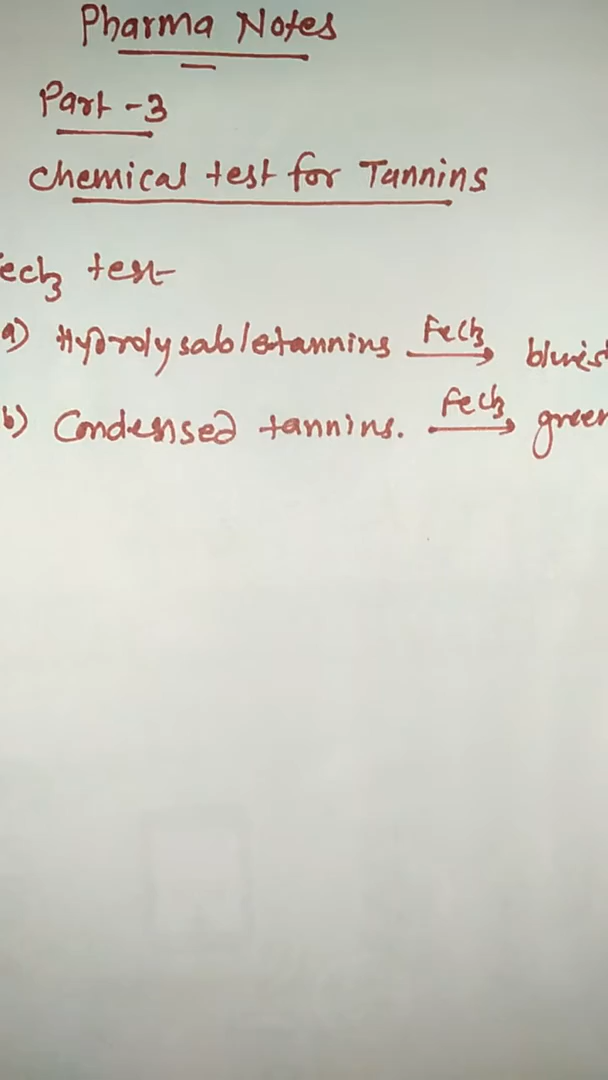 Pharma Notes
Part -3
Chemical test for Tannins
ecl3 test
a) Hydrolysable tannins FeCl3 bluis
b) Condensed tannins. FeCl3 green